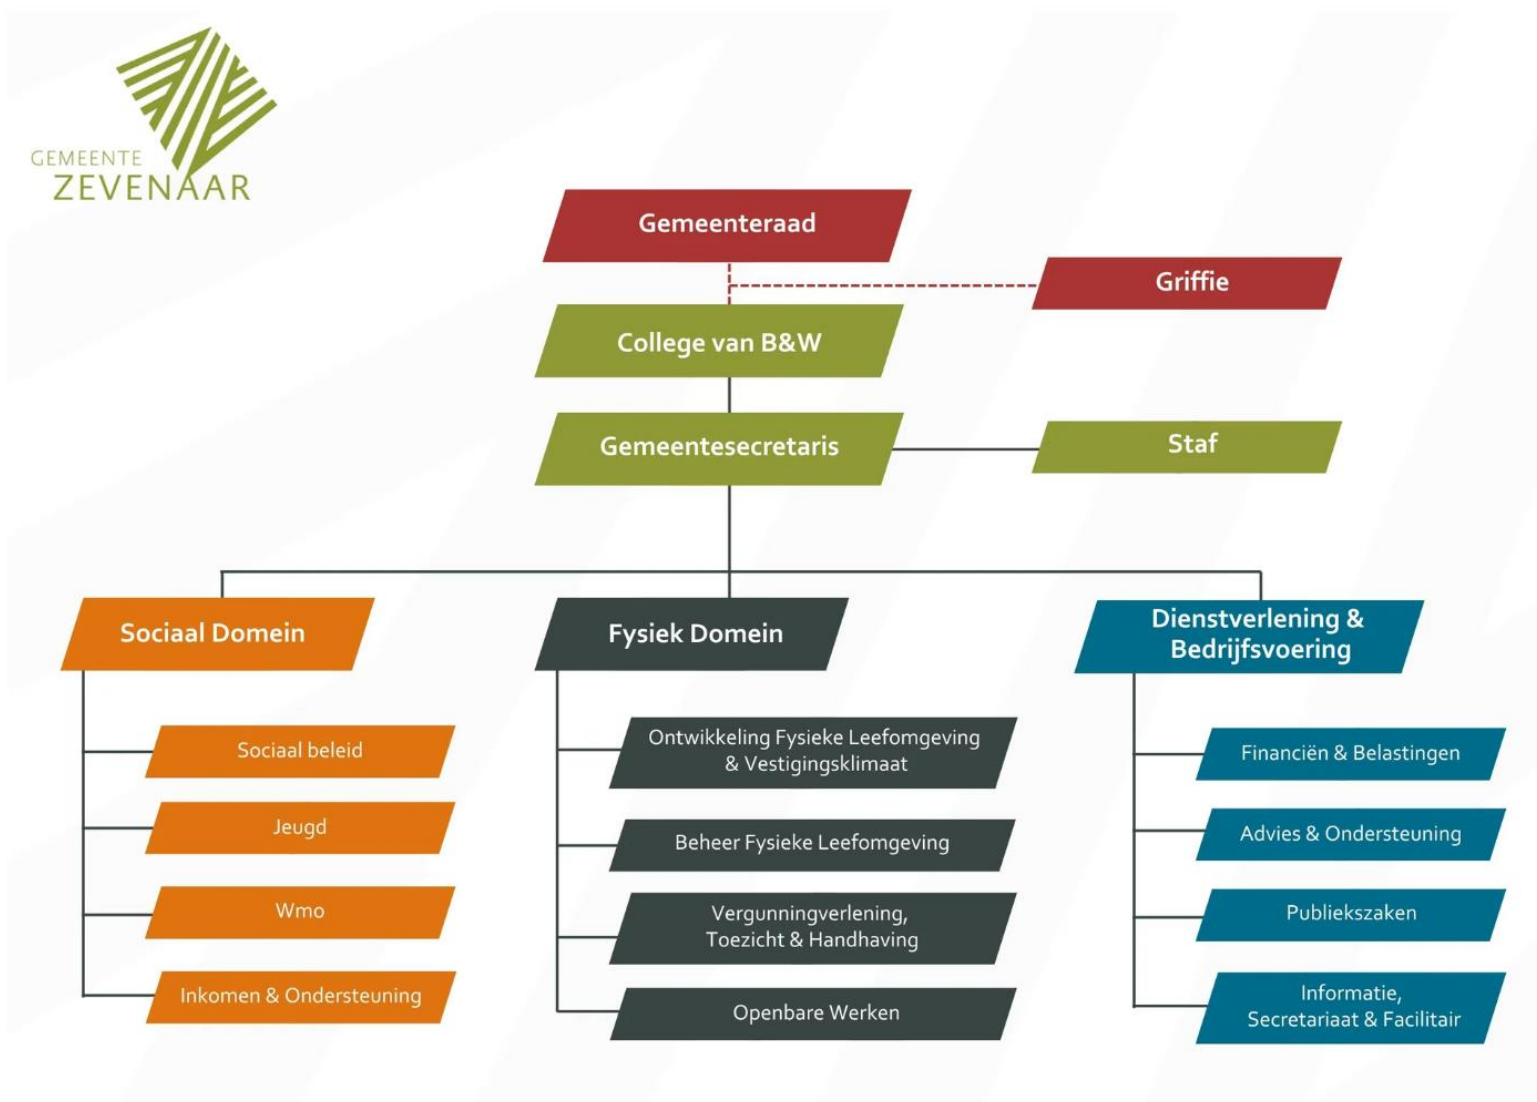 GEMEENTE
ZEVENAAR
Gemeenteraad
Griffie
College van B&W
Gemeentesecretaris
Staf
Sociaal Domein
Sociaal beleid
Jeugd
Wmo
Inkomen & Ondersteuning
Fysiek Domein
Ontwikkeling Fysieke Leefomgeving
& Vestigingsklimaat
Beheer Fysieke Leefomgeving
Vergunningverlening,
Toezicht & Handhaving
Openbare Werken
Dienstverlening &
Bedrijfsvoering
Financiën & Belastingen
Advies & Ondersteuning
Publiekszaken
Informatie,
Secretariaat & Facilitair